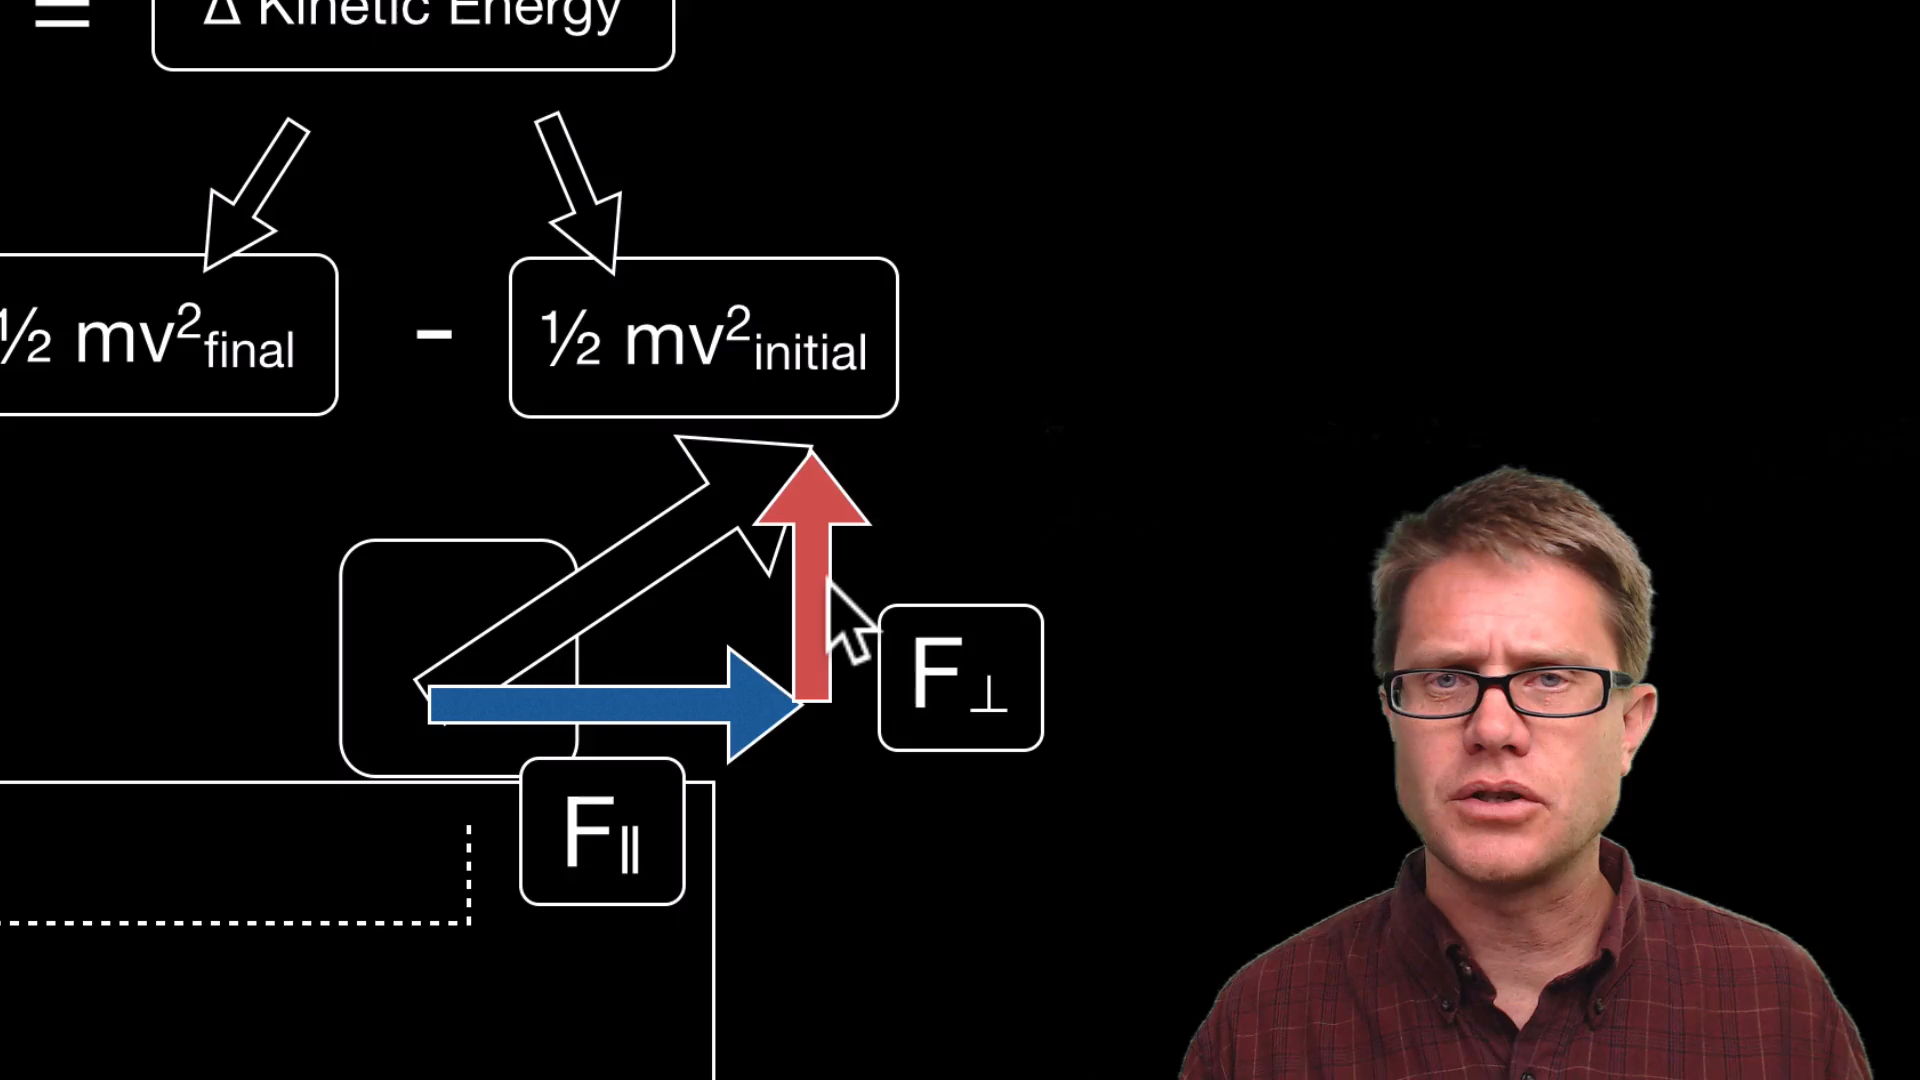 = Δ Kinetic Energy
½ mv²final - ½ mv²initial
F⊥
F∥